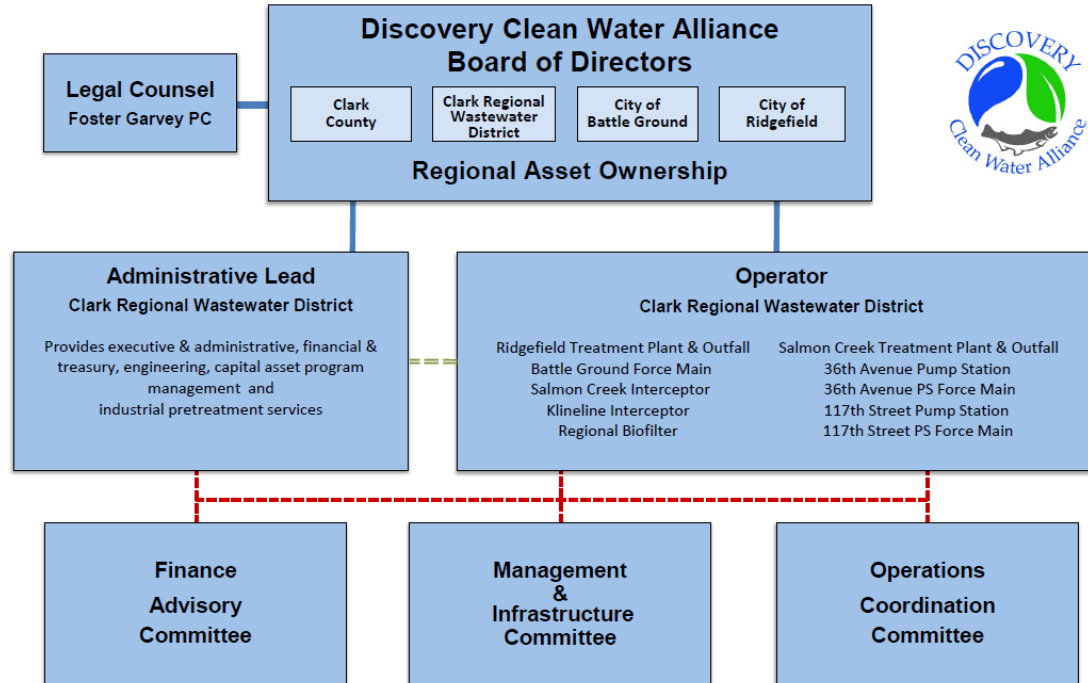 Discovery Clean Water Alliance
Board of Directors
Clark
County
Clark Regional
Wastewater
District
City of
Battle Ground
City of
Ridgefield
Regional Asset Ownership
Legal Counsel
Foster Garvey PC
DISCOVERY
Clean Water Alliance
Administrative Lead
Clark Regional Wastewater District
Provides executive & administrative, financial &
treasury, engineering, capital asset program
management and
industrial pretreatment services
Operator
Clark Regional Wastewater District
Ridgefield Treatment Plant & Outfall
Battle Ground Force Main
Salmon Creek Interceptor
Klineline Interceptor
Regional Biofilter
Salmon Creek Treatment Plant & Outfall
36th Avenue Pump Station
36th Avenue PS Force Main
117th Street Pump Station
117th Street PS Force Main
Finance
Advisory
Committee
Management
&
Infrastructure
Committee
Operations
Coordination
Committee